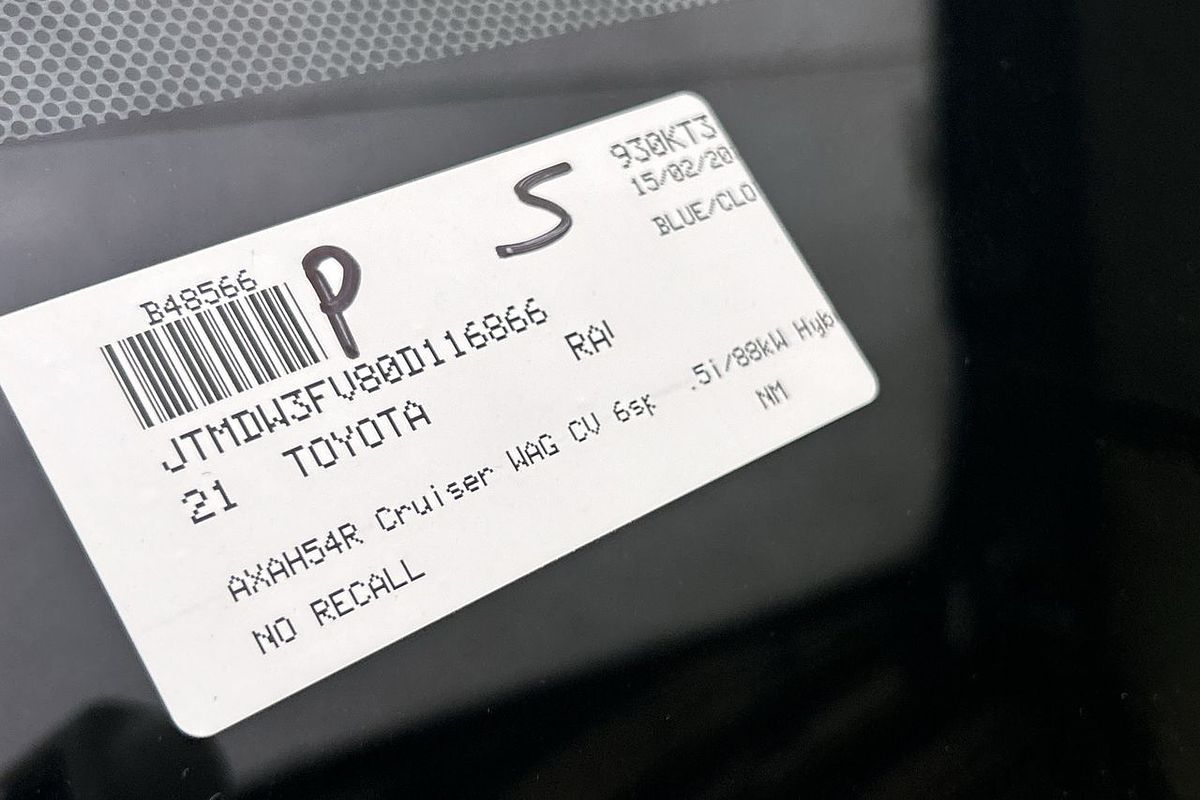 P S 930KT3
15/02/20
B48566 BLUE/CLO
JTMDW3FV80D116866
21 TOYOTA RAI
AXAH54R Cruiser WAG CV 6sp .5i/88kW Hyb
NO RECALL NM